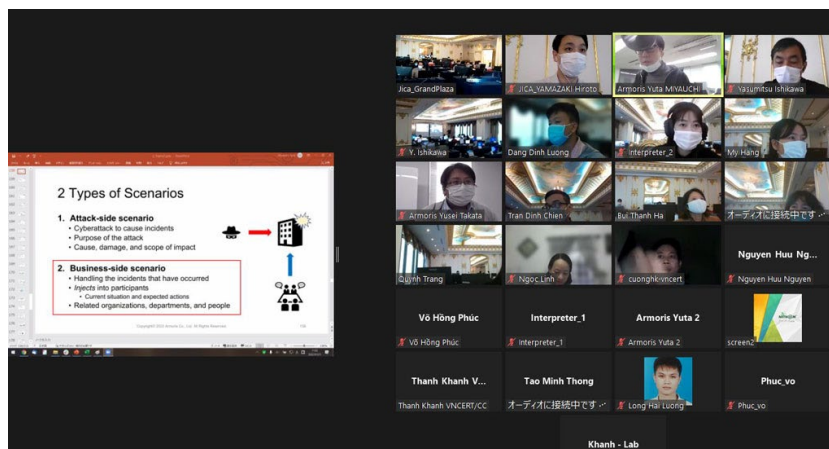 2 Types of Scenarios
1. Attack-side scenario
• Cyberattack to cause incidents
• Purpose of the attack
• Cause, damage, and scope of impact
2. Business-side scenario
• Handling the incidents that have occurred
• Injects into participants
• Current situation and expected actions
• Related organizations, departments, and people
Jica_GrandPlaza
JICA_YAMAZAKI Hiroto
Armoris Yuta MIYAUCHI
Yasumitsu Ishikawa
Y. Ishikawa
Dang Dinh Luong
interpreter_2
My Hang
Armoris Yusei Takata
Tran Dinh Chien
Bui Thanh Ha
オーディオに接続中です…
Quynh Trang
Ngoc Linh
cuonghk-vncert
Nguyen Huu Ng...
Nguyen Huu Nguyen
Võ Hồng Phúc
Võ Hồng Phúc
Interpreter_1
Interpreter_1
Armoris Yuta 2
Armoris Yuta 2
screen2
Thanh Khanh V...
Thanh Khanh VNCERT/CC
Tao Minh Thong
オーディオに接続中です…
Long Hai Luong
Phuc_vo
Phuc_vo
Khanh - Lab